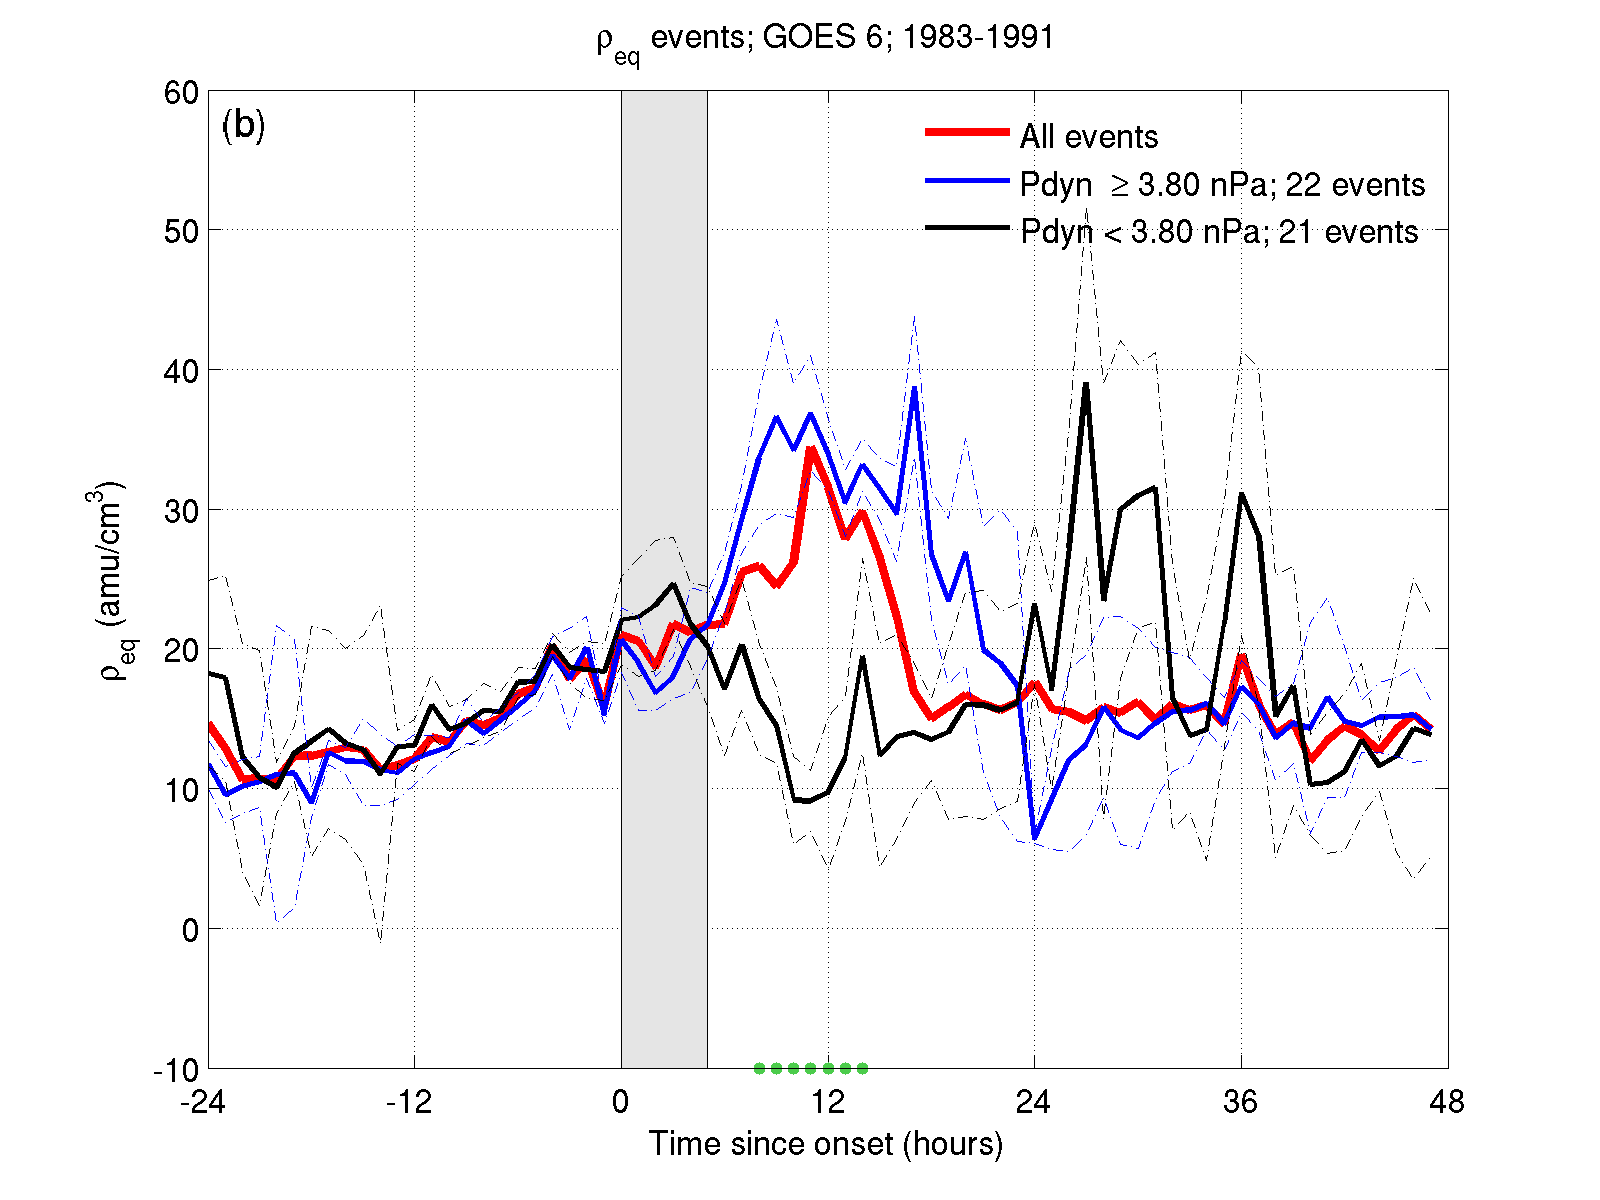 ρeq events; GOES 6; 1983-1991
(b)
All events
Pdyn ≥ 3.80 nPa; 22 events
Pdyn < 3.80 nPa; 21 events
60
50
40
30
20
10
0
-10
ρeq (amu/cm³)
-24 -12 0 12 24 36 48
Time since onset (hours)